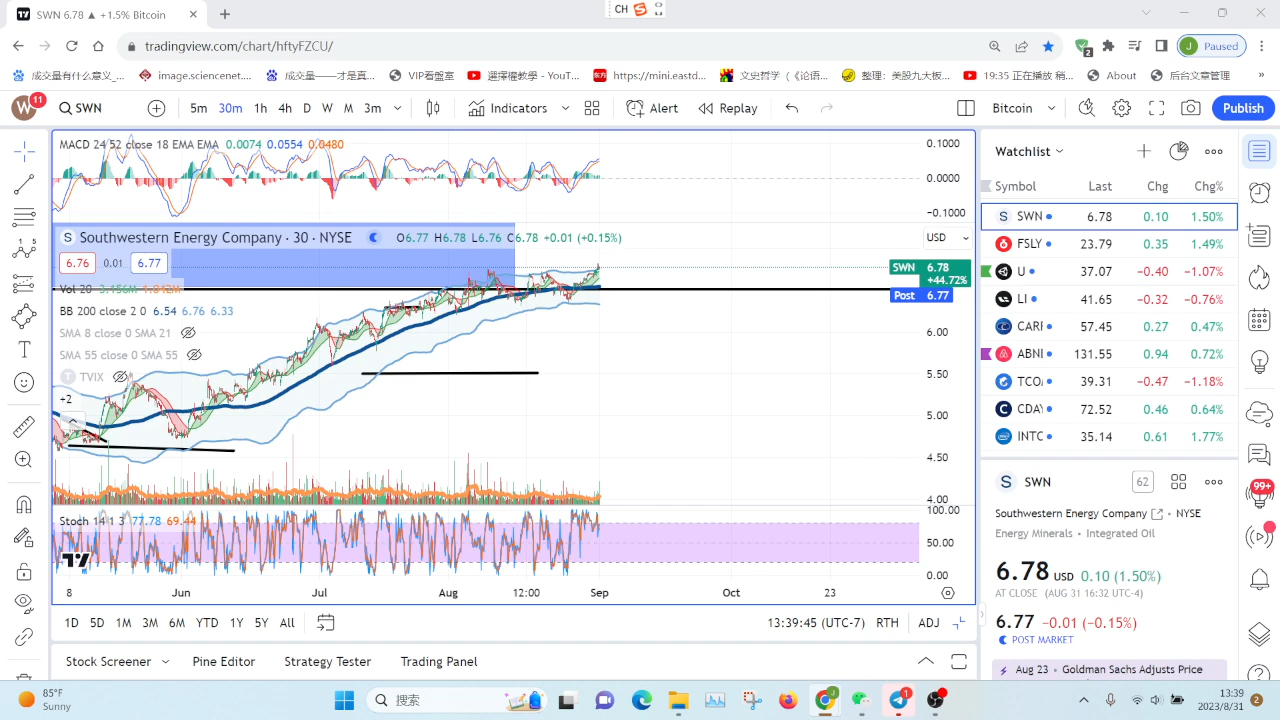 SWN 6.78 ▲ +1.5% Bitcoin
CH
tradingview.com/chart/hftyFZCU/
2
J Paused
成交量有什么意义_...
image.sciencenet....
成交量——才是真...
VIP看盤室
選擇權教學 - YouT...
东方 https://mini.eastd...
文史哲（《论语...
整理：美股九大板...
19:35 正在播放 稍...
About
后台文章管理
»
W 11 SWN 5m 30m 1h 4h D W M 3m Indicators Alert Replay Bitcoin Publish
MACD 24 52 close 18 EMA EMA 0.0074 0.0554 0.0480
0.1000
0.0000
−0.1000
S Southwestern Energy Company · 30 · NYSE O6.77 H6.78 L6.76 C6.78 +0.01 (+0.15%)
USD
6.76 0.01 6.77
SWN 6.78
+44.72%
Post 6.77
Vol 20 3.156M 1.042M
BB 200 close 2 0 6.54 6.76 6.33
SMA 8 close 0 SMA 21
SMA 55 close 0 SMA 55
T TVIX
+2
6.00
5.50
5.00
4.50
4.00
Stoch 14 1 3 77.78 69.44
100.00
50.00
0.00
8 Jun Jul Aug 12:00 Sep Oct 23
1D 5D 1M 3M 6M YTD 1Y 5Y All
13:39:45 (UTC-7) RTH ADJ
Stock Screener Pine Editor Strategy Tester Trading Panel
Watchlist
Symbol Last Chg Chg%
S SWN 6.78 0.10 1.50%
FSLY 23.79 0.35 1.49%
U 37.07 −0.40 −1.07%
LI 41.65 −0.32 −0.76%
CARF 57.45 0.27 0.47%
ABNI 131.55 0.94 0.72%
TCO 39.31 −0.47 −1.18%
CDAY 72.52 0.46 0.64%
INTC 35.14 0.61 1.77%
S SWN 62
Southwestern Energy Company • NYSE
Energy Minerals • Integrated Oil
6.78 USD 0.10 (1.50%)
AT CLOSE (AUG 31 16:32 UTC-4)
6.77 −0.01 (−0.15%)
POST MARKET
Aug 23 • Goldman Sachs Adjusts Price
99+
85°F
Sunny
搜索
1
13:39
2023/8/31
2